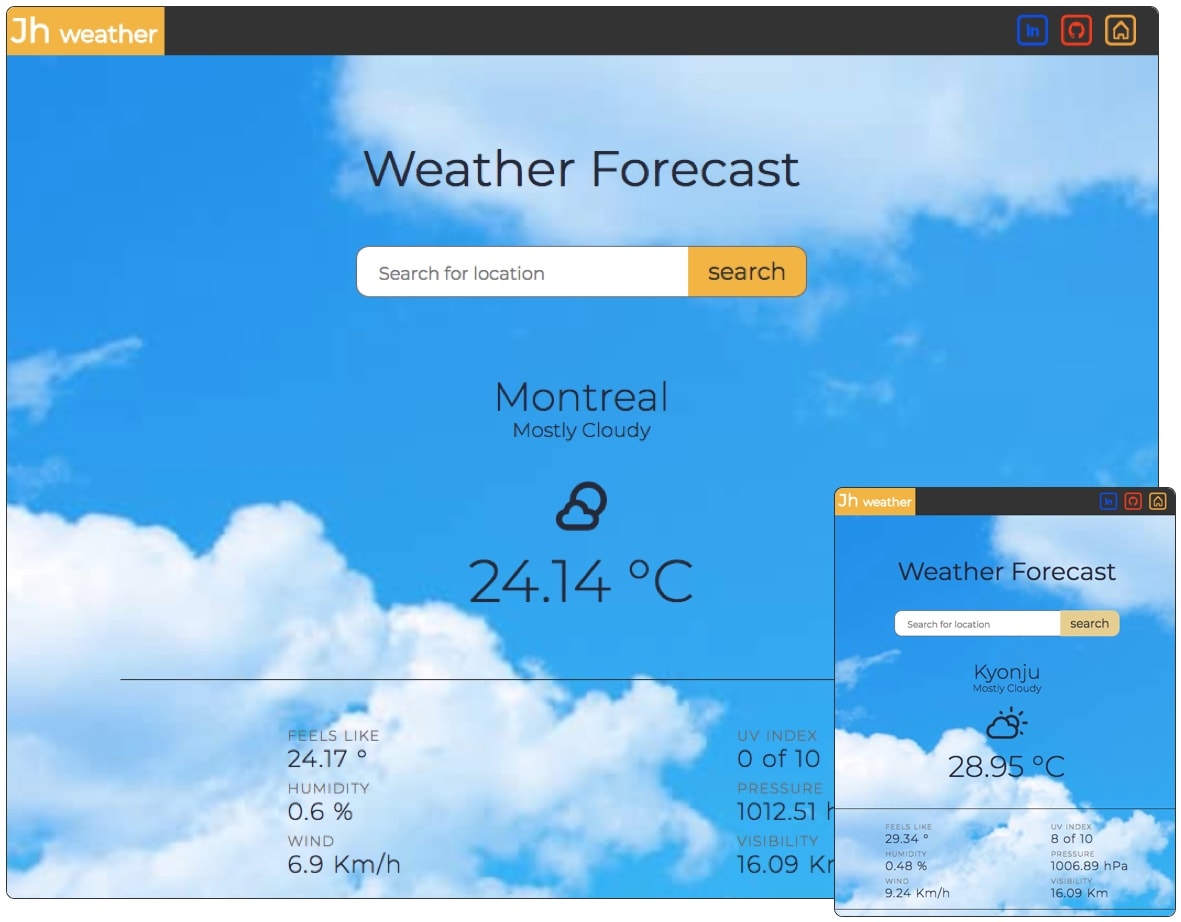 Jh weather
in
Weather Forecast
Search for location
search
Montreal
Mostly Cloudy
24.14 °C
FEELS LIKE
24.17 °
HUMIDITY
0.6 %
WIND
6.9 Km/h
UV INDEX
0 of 10
PRESSURE
1012.51 h
VISIBILITY
16.09 Kr
Jh weather
in
Weather Forecast
Search for location
search
Kyonju
Mostly Cloudy
28.95 °C
FEELS LIKE
29.34 °
HUMIDITY
0.48 %
WIND
9.24 Km/h
UV INDEX
8 of 10
PRESSURE
1006.89 hPa
VISIBILITY
16.09 Km